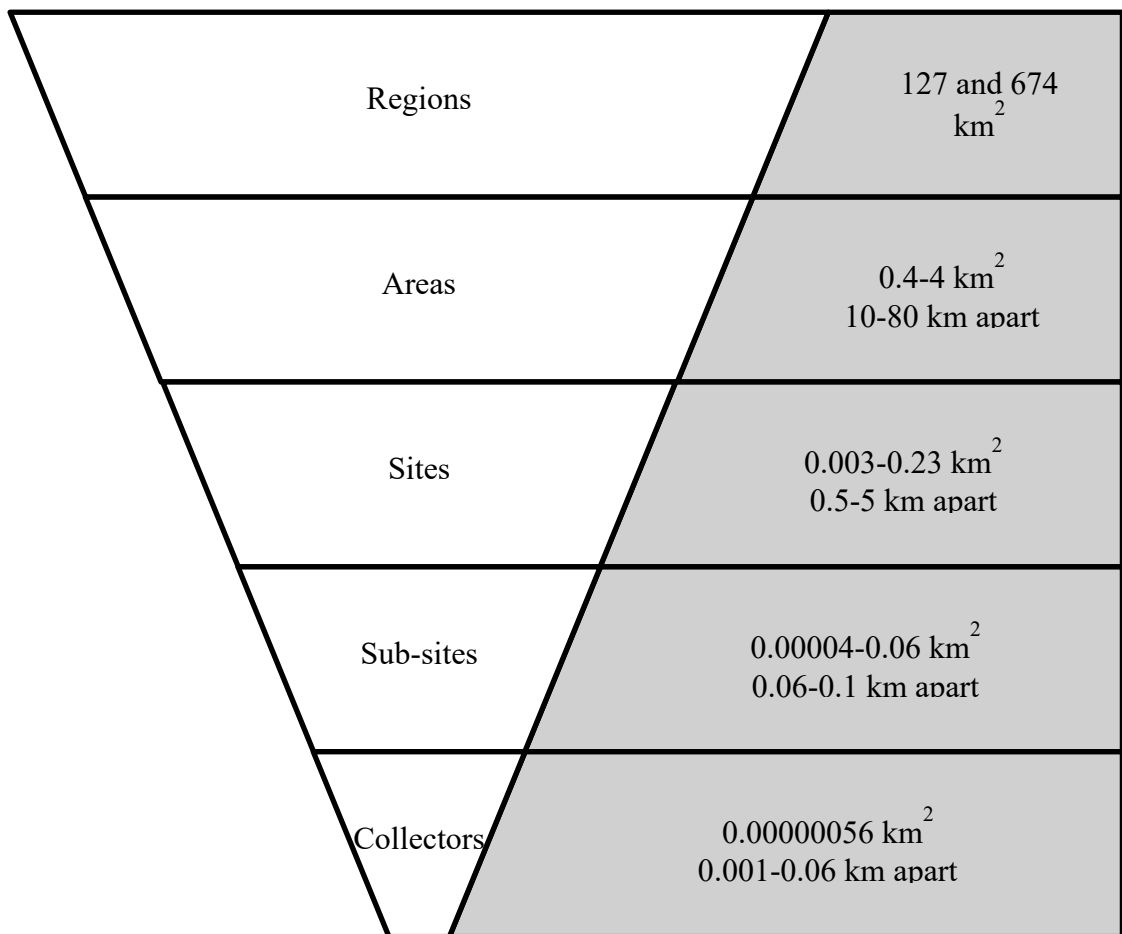 Regions
127 and 674
km²
Areas
0.4-4 km²
10-80 km apart
Sites
0.003-0.23 km²
0.5-5 km apart
Sub-sites
0.00004-0.06 km²
0.06-0.1 km apart
Collectors
0.00000056 km²
0.001-0.06 km apart